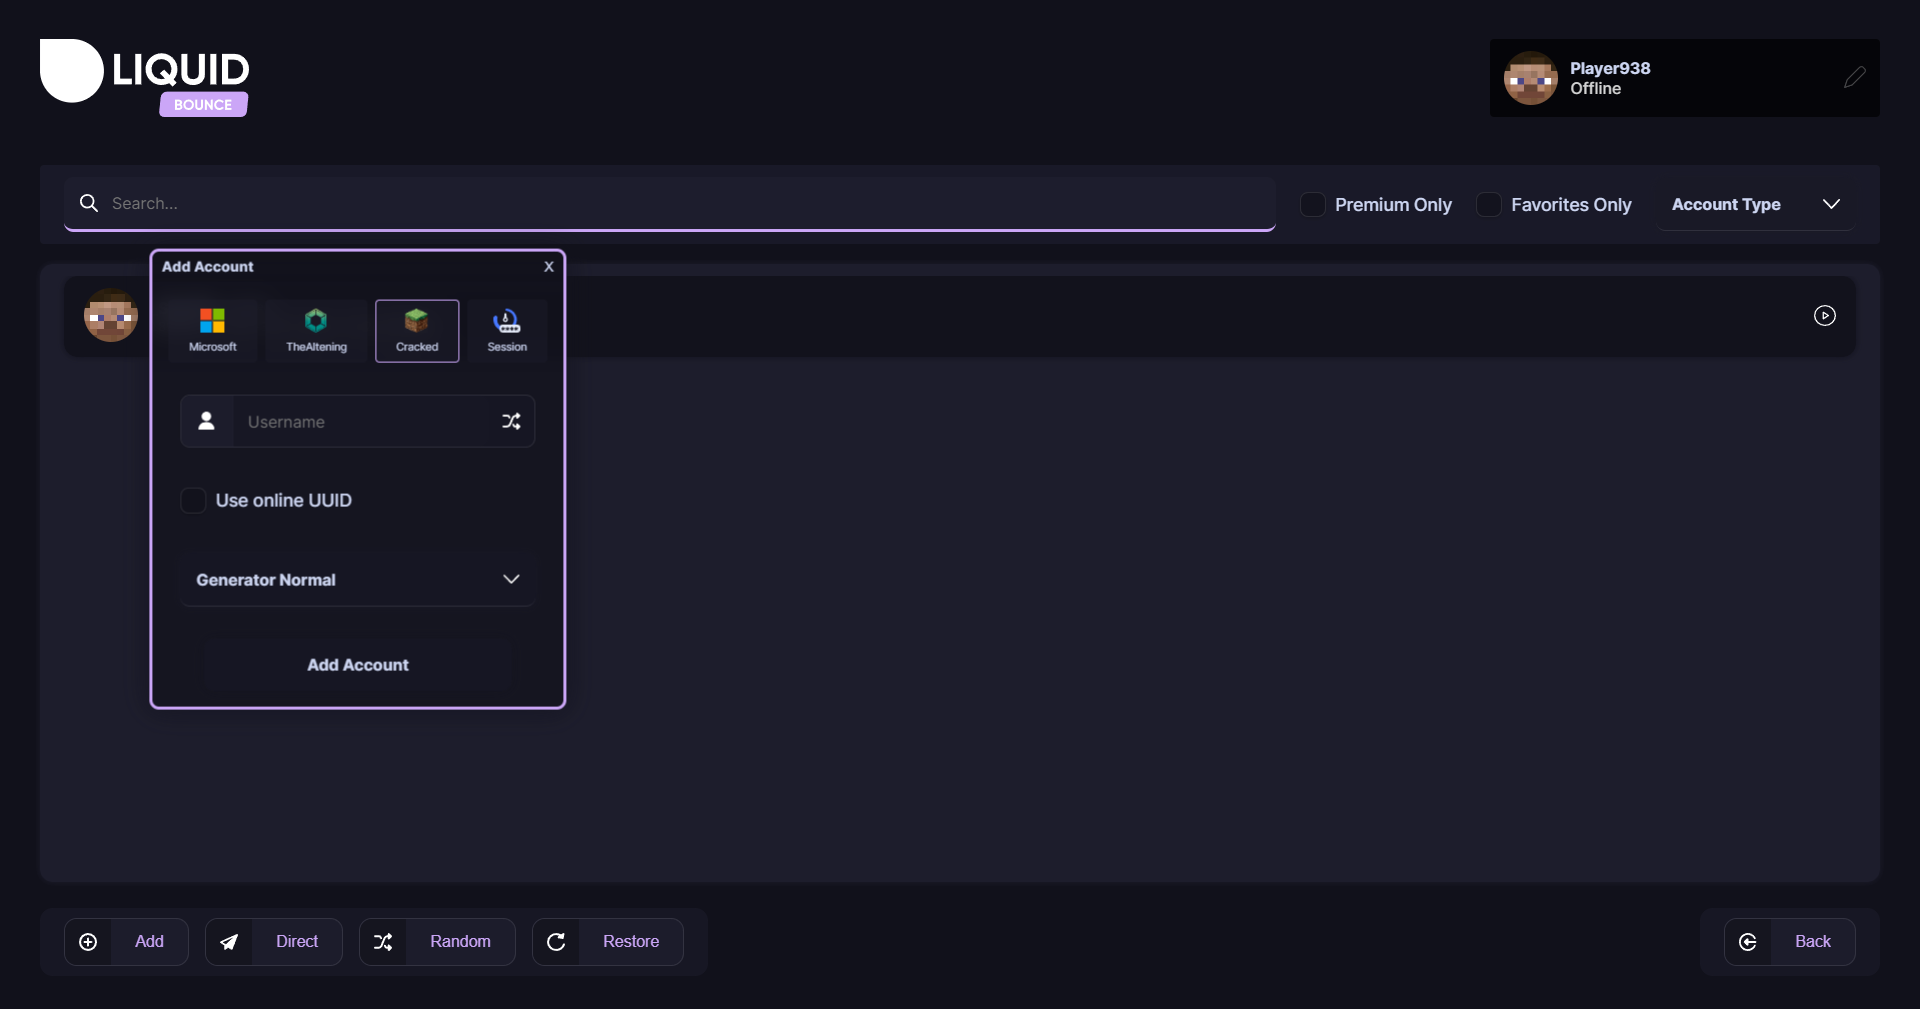 LIQUID
BOUNCE
Player938
Offline
Search...
Premium Only
Favorites Only
Account Type
Add Account
X
Microsoft
TheAltening
Cracked
Session
Username
Use online UUID
Generator Normal
Add Account
Add
Direct
Random
Restore
Back